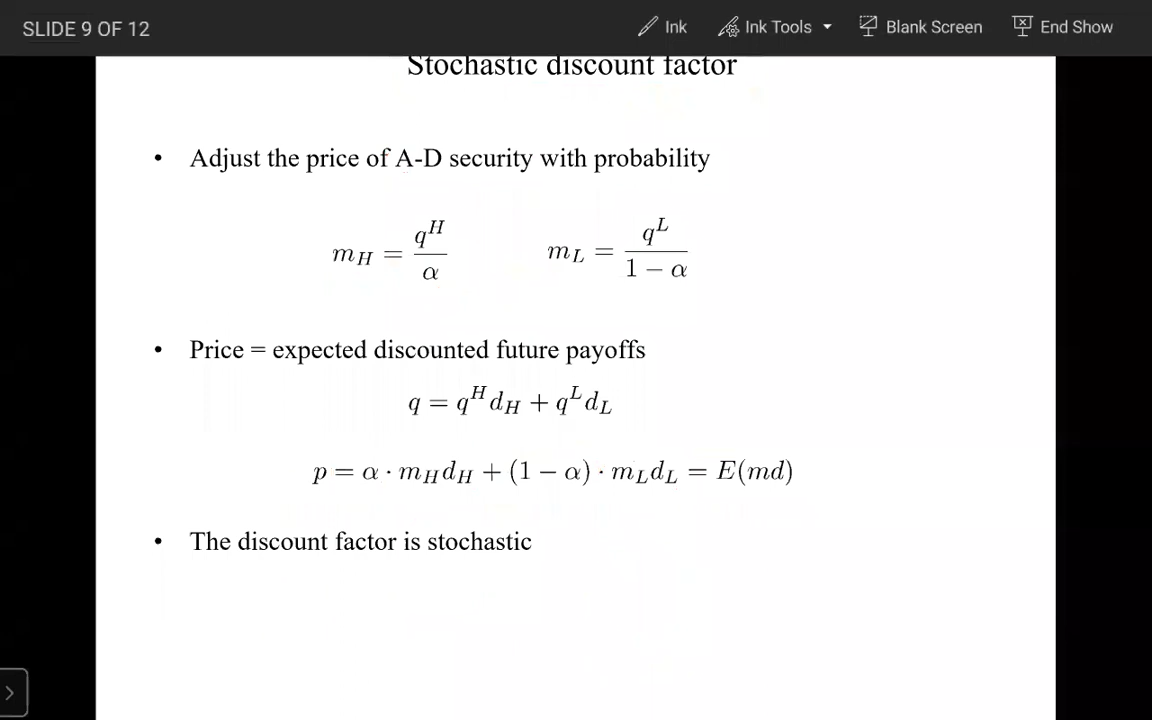 SLIDE 9 OF 12
Ink
Ink Tools
Blank Screen
End Show
Stochastic discount factor
• Adjust the price of A-D security with probability
m_H = q^H / α    m_L = q^L / (1 − α)
• Price = expected discounted future payoffs
q = q^H d_H + q^L d_L
p = α · m_H d_H + (1 − α) · m_L d_L = E(md)
• The discount factor is stochastic